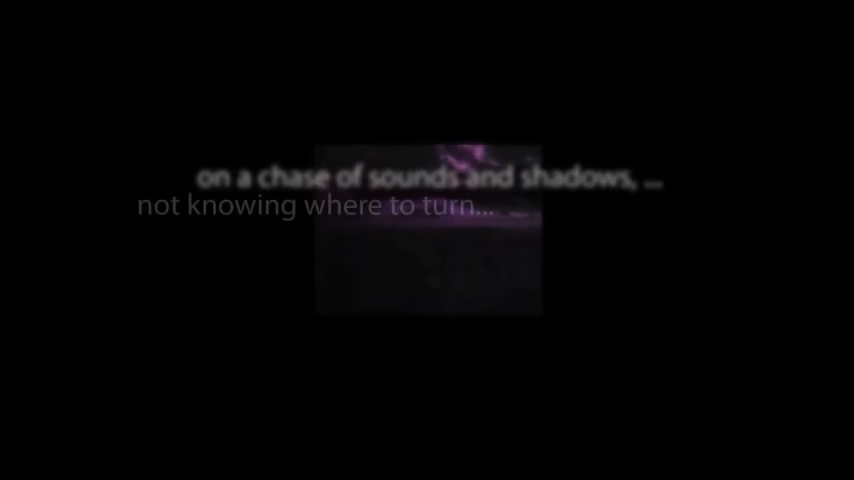 on a chase of sounds and shadows, ...
not knowing where to turn...